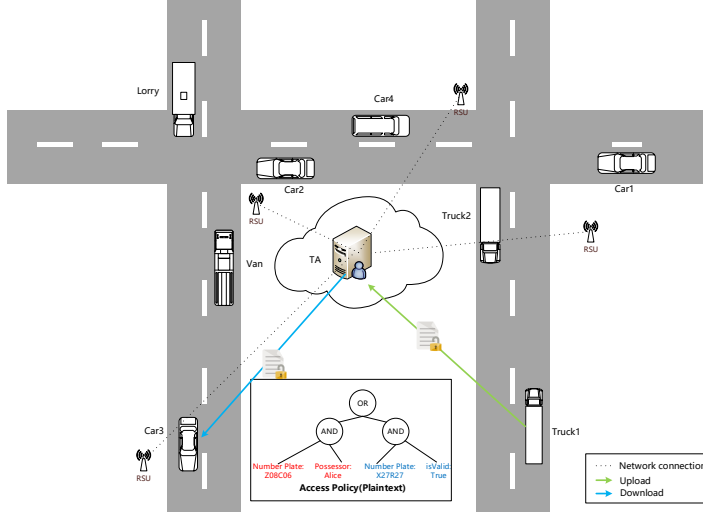 Lorry
Car4
RSU
Car2
Car1
RSU
Truck2
RSU
TA
Van
OR
AND
AND
Car3
RSU
Number Plate:
Z08C06
Possessor:
Alice
Number Plate:
X27R27
isValid:
True
Access Policy(Plaintext)
Truck1
Network connection
Upload
Download